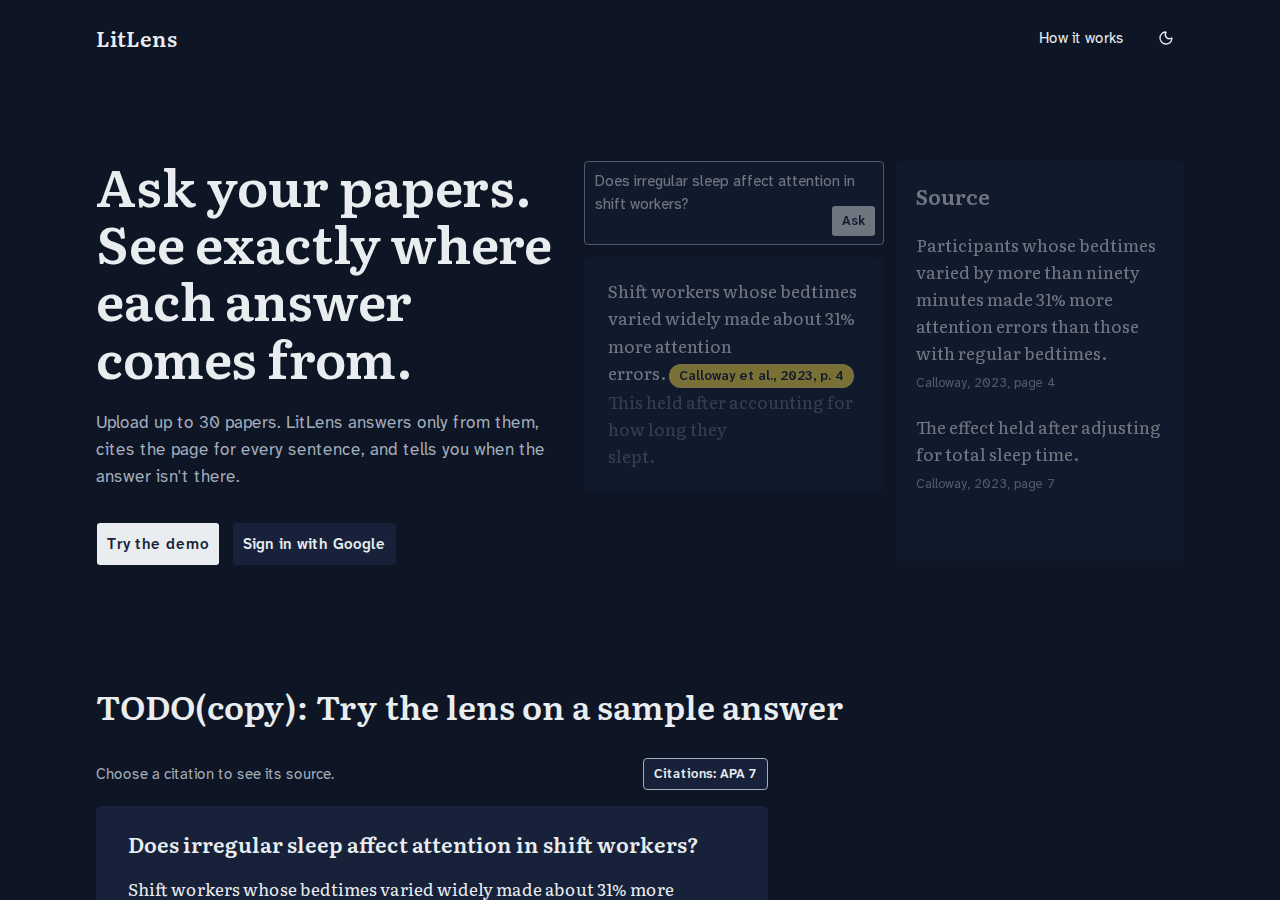 LitLens
How it works
Ask your papers.
See exactly where
each answer
comes from.
Upload up to 30 papers. LitLens answers only from them,
cites the page for every sentence, and tells you when the
answer isn't there.
Try the demo
Sign in with Google
Does irregular sleep affect attention in
shift workers?
Ask
Shift workers whose bedtimes
varied widely made about 31%
more attention
errors. Calloway et al., 2023, p. 4
This held after accounting for
how long they
slept.
Source
Participants whose bedtimes
varied by more than ninety
minutes made 31% more
attention errors than those
with regular bedtimes.
Calloway, 2023, page 4
The effect held after adjusting
for total sleep time.
Calloway, 2023, page 7
TODO(copy): Try the lens on a sample answer
Choose a citation to see its source.
Citations: APA 7
Does irregular sleep affect attention in shift workers?
Shift workers whose bedtimes varied widely made about 31% more